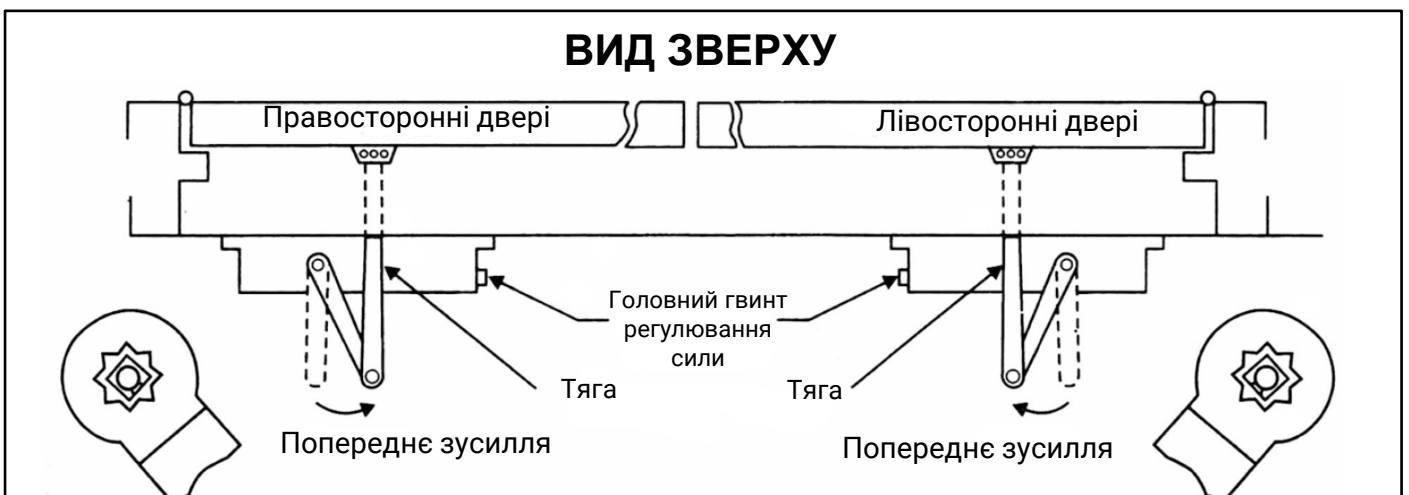 ВИД ЗВЕРХУ
Правосторонні двері
Лівосторонні двері
Головний гвинт
регулювання
сили
Тяга
Тяга
Попереднє зусилля
Попереднє зусилля